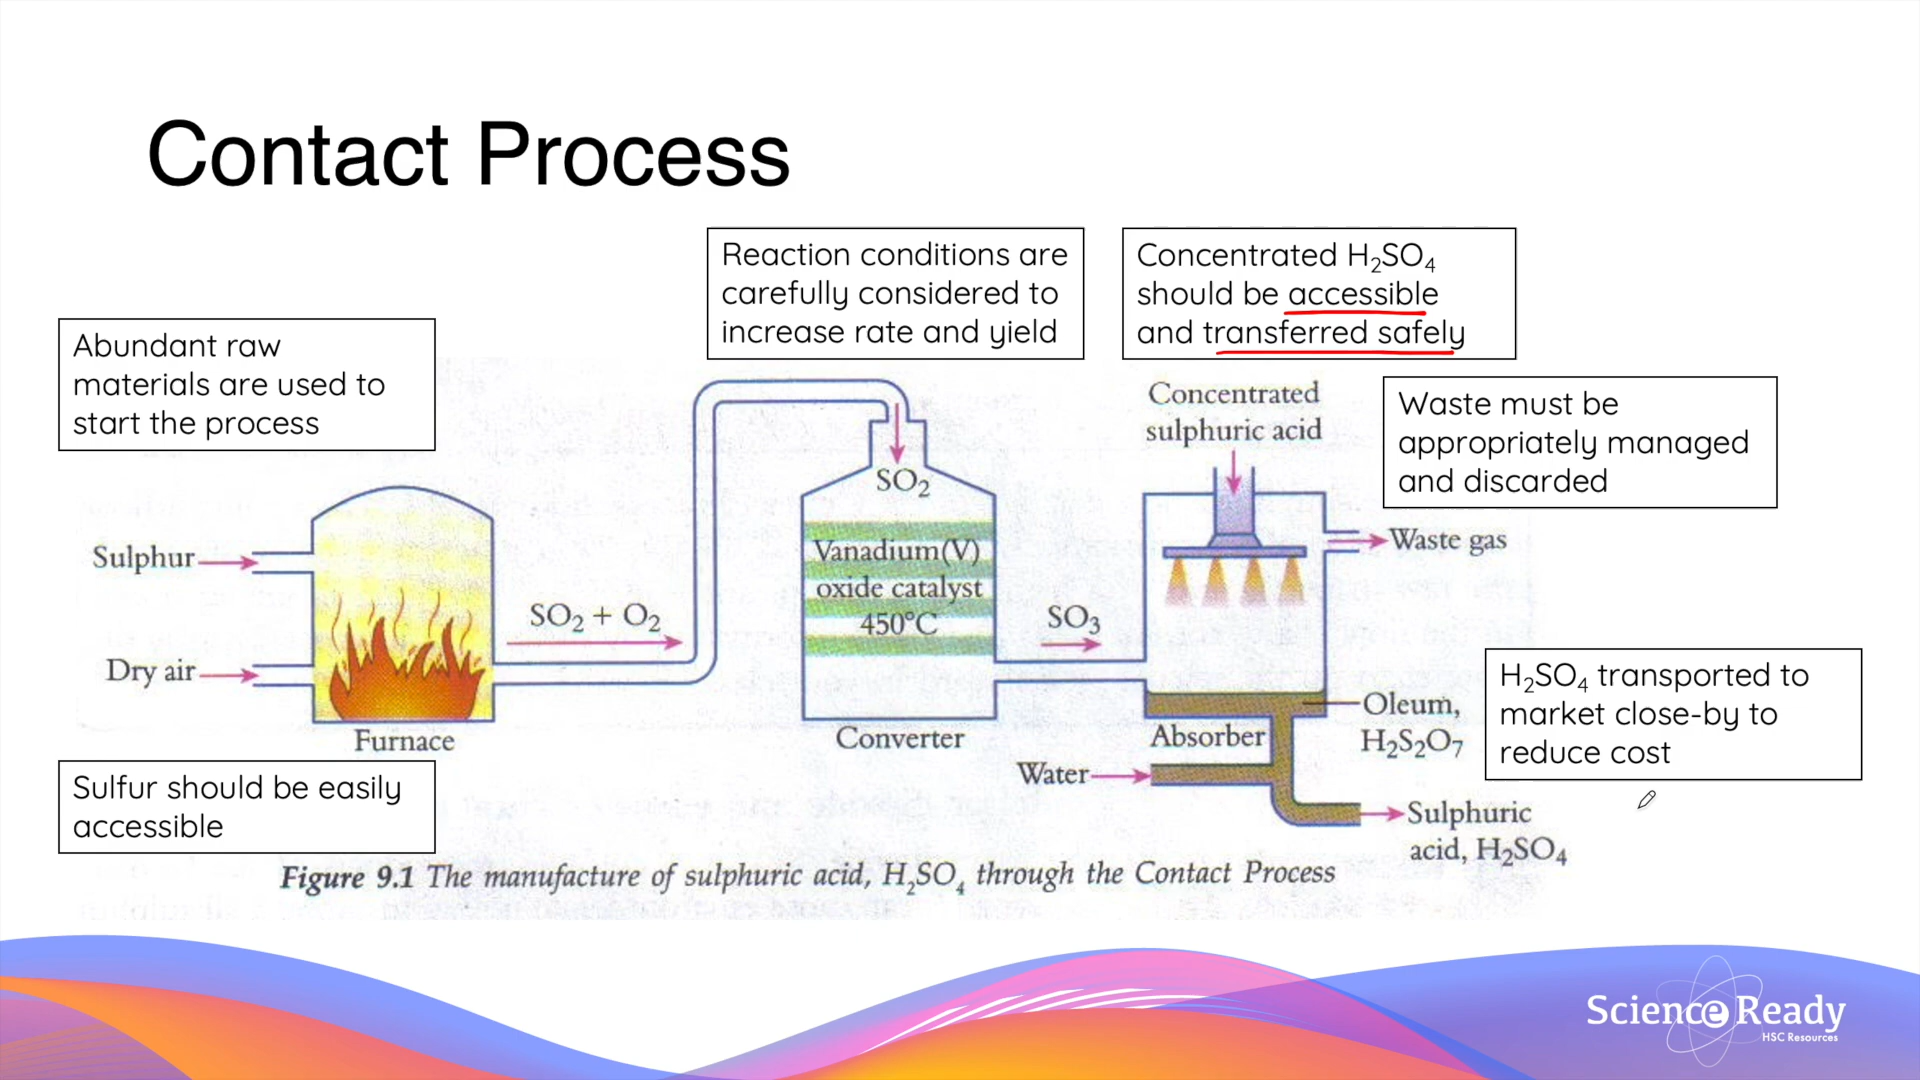 Contact Process
Reaction conditions are
carefully considered to
increase rate and yield
Concentrated H₂SO₄
should be accessible
and transferred safely
Abundant raw
materials are used to
start the process
Waste must be
appropriately managed
and discarded
Concentrated
sulphuric acid
SO₂
Vanadium(V)
oxide catalyst
450°C
Waste gas
Sulphur
Dry air
SO₂ + O₂
SO₃
Furnace
Converter
Absorber
Oleum,
H₂S₂O₇
Water
Sulphuric
acid, H₂SO₄
H₂SO₄ transported to
market close-by to
reduce cost
Sulfur should be easily
accessible
Figure 9.1 The manufacture of sulphuric acid, H₂SO₄ through the Contact Process
Science Ready
HSC Resources